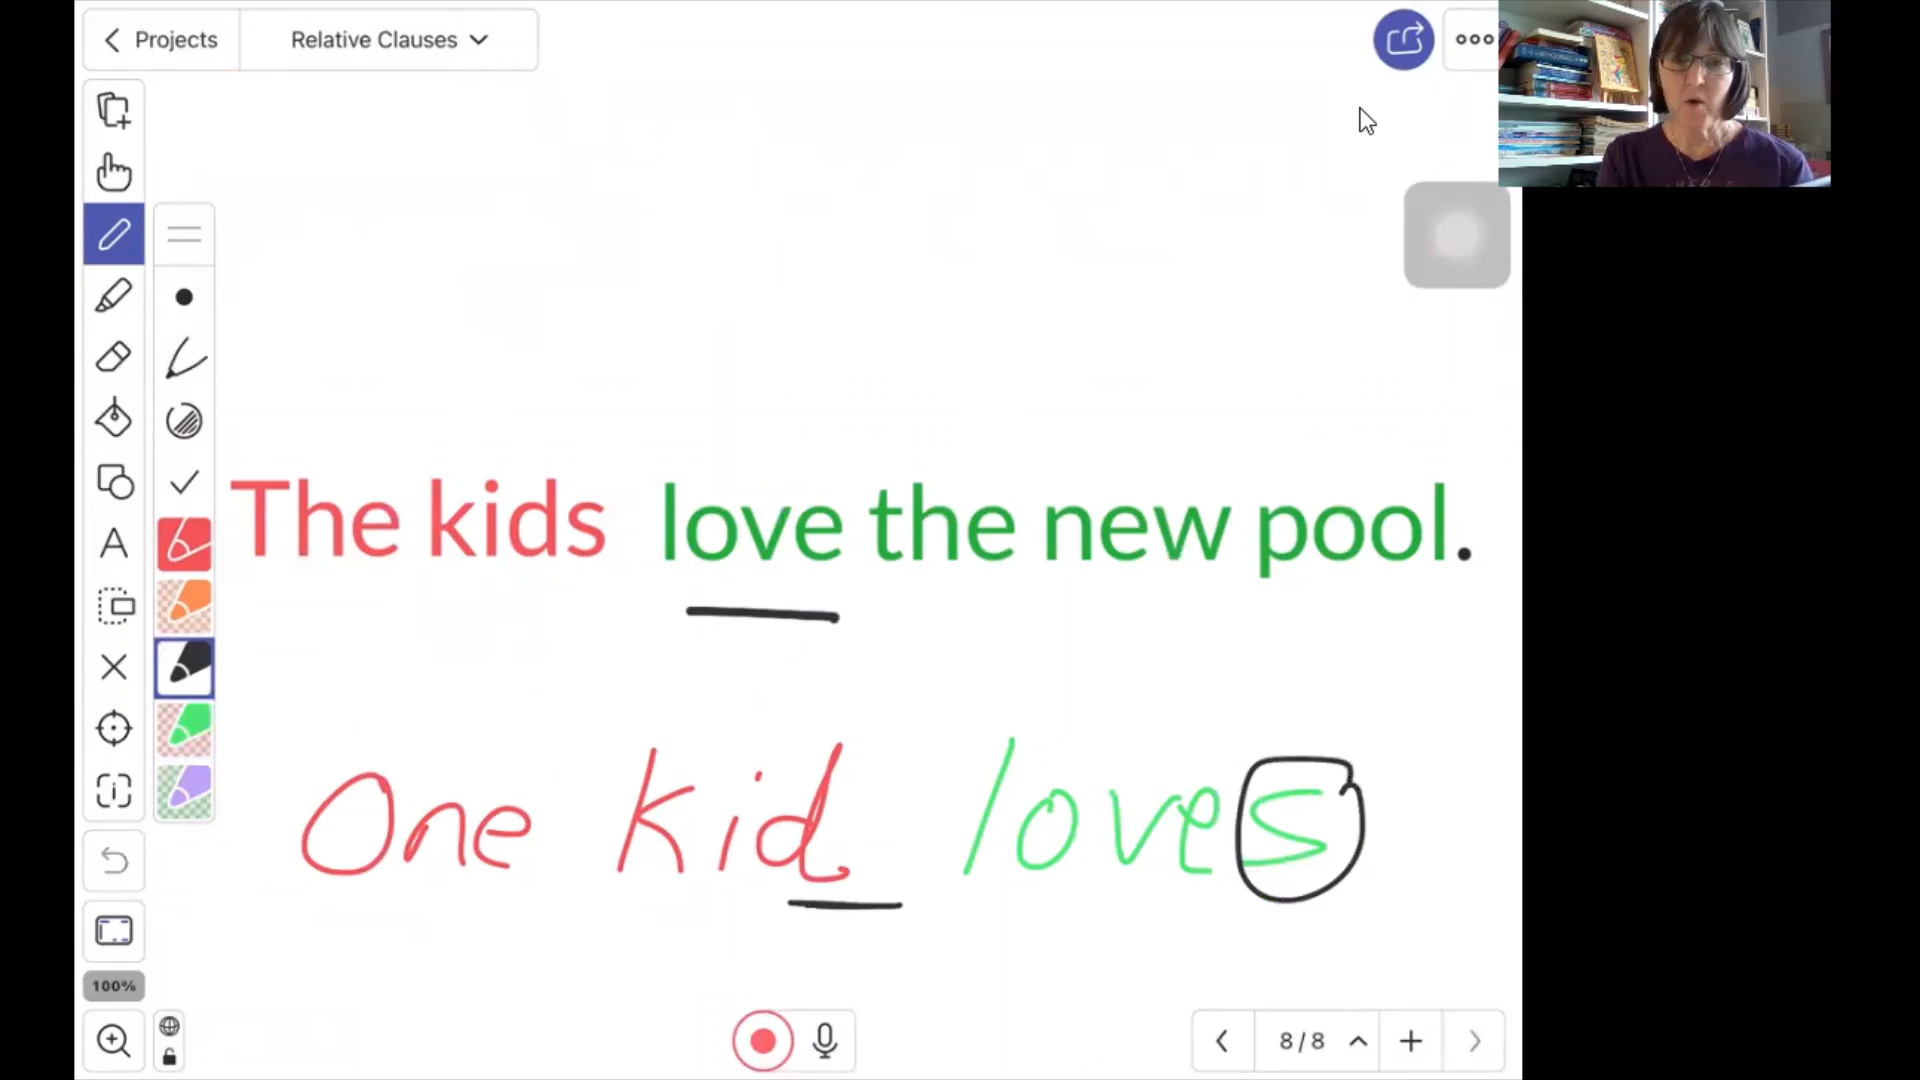 Projects
Relative Clauses
The kids love the new pool.
One kid loves
100%
8/8